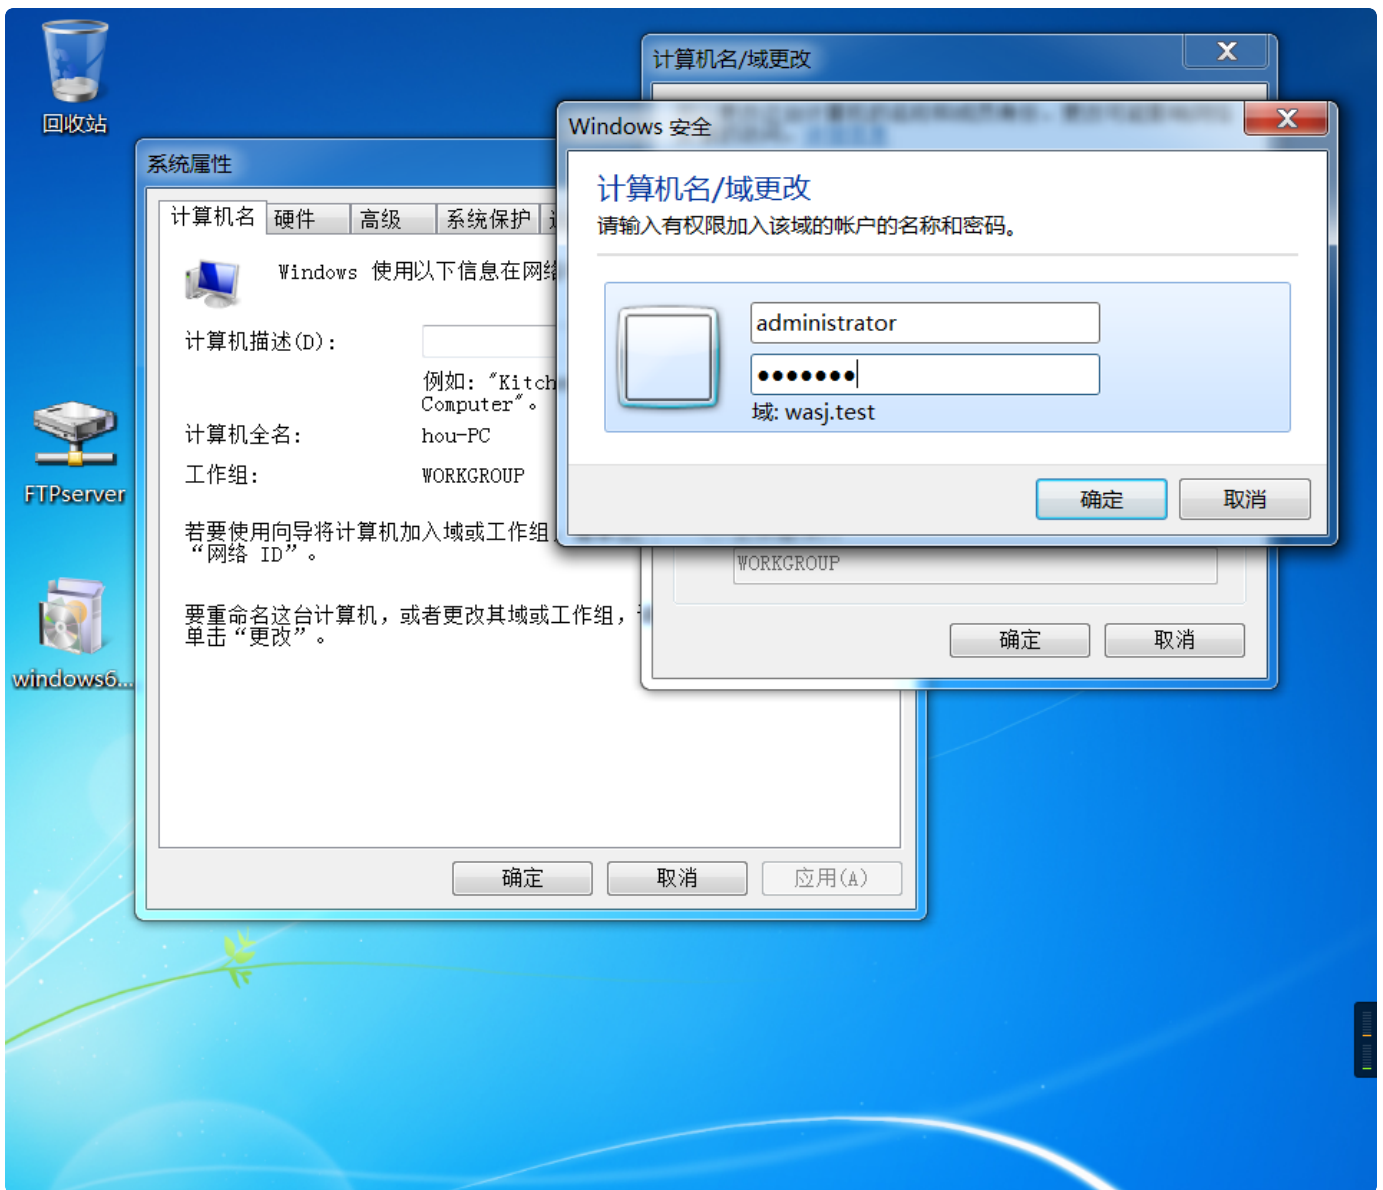 回收站
FTPserver
windows6...
计算机名/域更改
Windows 安全
计算机名/域更改
请输入有权限加入该域的帐户的名称和密码。
administrator
●●●●●●●
域: wasj.test
确定
取消
WORKGROUP
确定
取消
系统属性
计算机名
硬件
高级
系统保护
Windows 使用以下信息在网络
计算机描述(D):
例如: "Kitch
Computer"。
计算机全名:
hou-PC
工作组:
WORKGROUP
若要使用向导将计算机加入域或工作组
“网络 ID”。
要重命名这台计算机，或者更改其域或工作组，
单击“更改”。
确定
取消
应用(A)